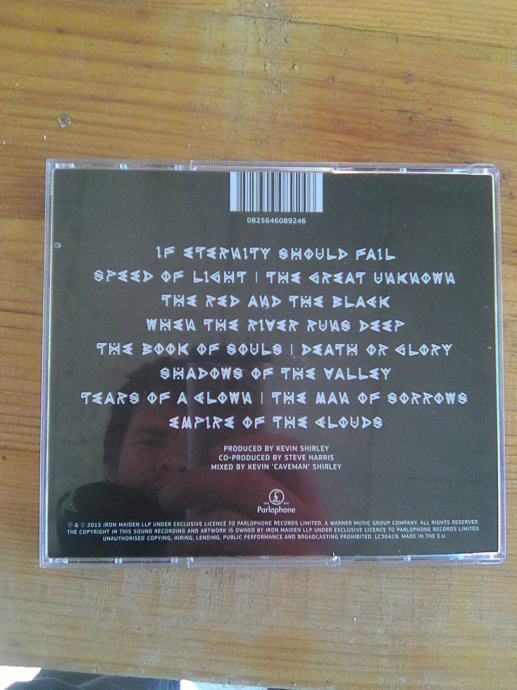 0825646089246
IF ETERNITY SHOULD FAIL
SPEED OF LIGHT | THE GREAT UNKNOWN
THE RED AND THE BLACK
WHEN THE RIVER RUNS DEEP
THE BOOK OF SOULS | DEATH OR GLORY
SHADOWS OF THE VALLEY
TEARS OF A CLOWN | THE MAN OF SORROWS
EMPIRE OF THE CLOUDS
PRODUCED BY KEVIN SHIRLEY
CO-PRODUCED BY STEVE HARRIS
MIXED BY KEVIN 'CAVEMAN' SHIRLEY
Parlophone
℗ & © 2015 IRON MAIDEN LLP UNDER EXCLUSIVE LICENCE TO PARLOPHONE RECORDS LIMITED, A WARNER MUSIC GROUP COMPANY. ALL RIGHTS RESERVED.
THE COPYRIGHT IN THIS SOUND RECORDING AND ARTWORK IS OWNED BY IRON MAIDEN LLP UNDER EXCLUSIVE LICENCE TO PARLOPHONE RECORDS LIMITED.
UNAUTHORISED COPYING, HIRING, LENDING, PUBLIC PERFORMANCE AND BROADCASTING PROHIBITED. LC30419. MADE IN THE E.U.